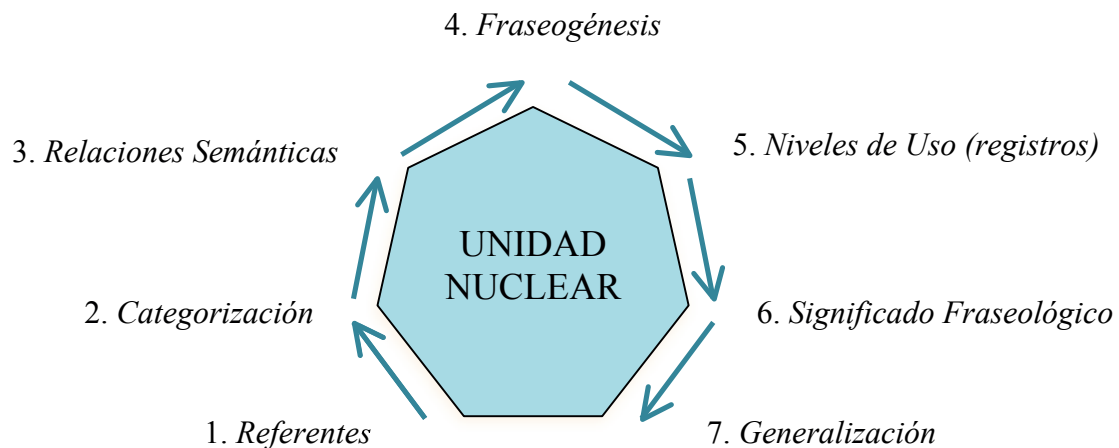 4. Fraseogénesis
3. Relaciones Semánticas
5. Niveles de Uso (registros)
UNIDAD
NUCLEAR
2. Categorización
6. Significado Fraseológico
1. Referentes
7. Generalización